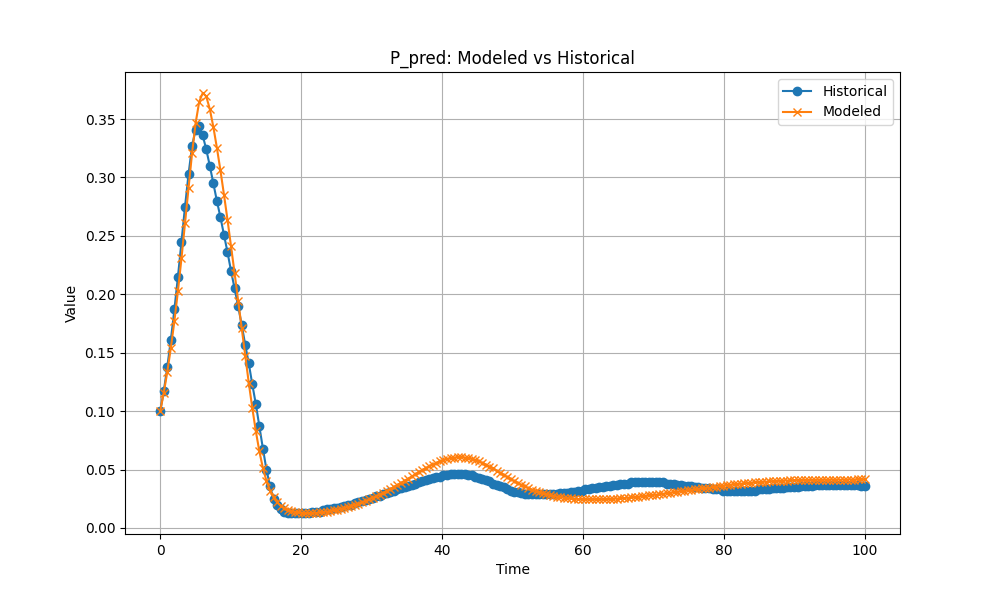 P_pred: Modeled vs Historical
Historical
Modeled
Value
0.35
0.30
0.25
0.20
0.15
0.10
0.05
0.00
0 20 40 60 80 100
Time